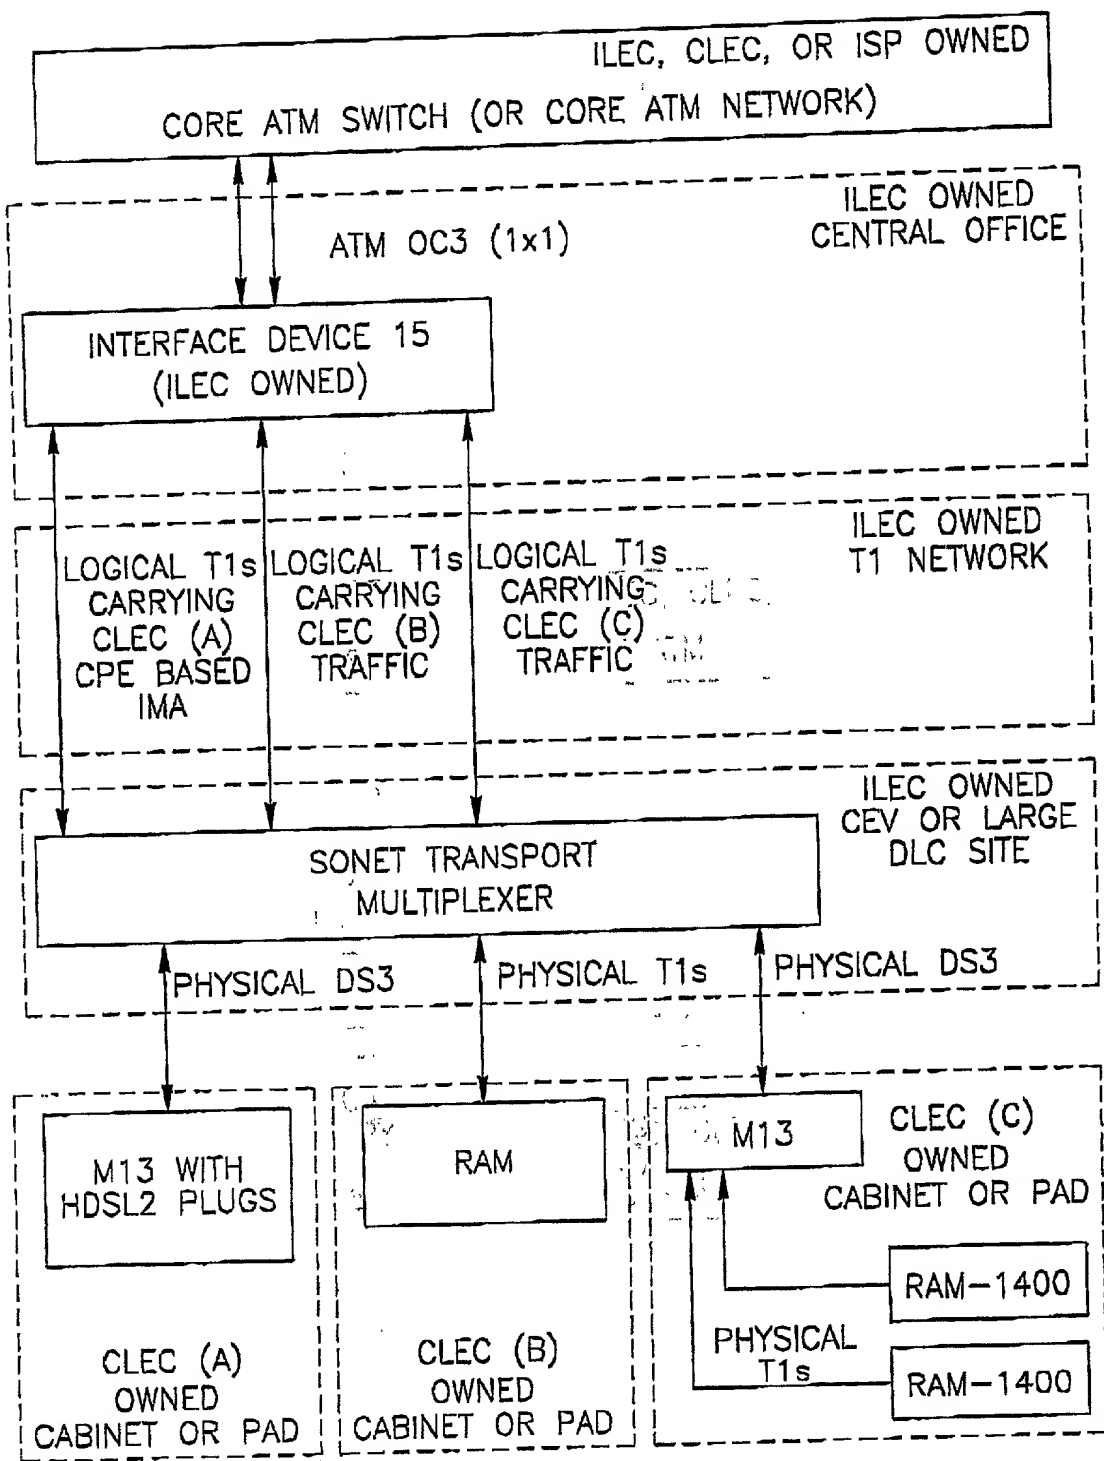 ILEC, CLEC, OR ISP OWNED
CORE ATM SWITCH (OR CORE ATM NETWORK)
ILEC OWNED
CENTRAL OFFICE
ATM OC3 (1x1)
INTERFACE DEVICE 15
(ILEC OWNED)
ILEC OWNED
T1 NETWORK
LOGICAL T1s
CARRYING
CLEC (A)
CPE BASED
IMA
LOGICAL T1s
CARRYING
CLEC (B)
TRAFFIC
LOGICAL T1s
CARRYING
CLEC (C)
TRAFFIC
ILEC OWNED
CEV OR LARGE
DLC SITE
SONET TRANSPORT
MULTIPLEXER
PHYSICAL DS3
PHYSICAL T1s
PHYSICAL DS3
M13 WITH
HDSL2 PLUGS
CLEC (A)
OWNED
CABINET OR PAD
RAM
CLEC (B)
OWNED
CABINET OR PAD
M13
CLEC (C)
OWNED
CABINET OR PAD
RAM-1400
PHYSICAL
T1s
RAM-1400